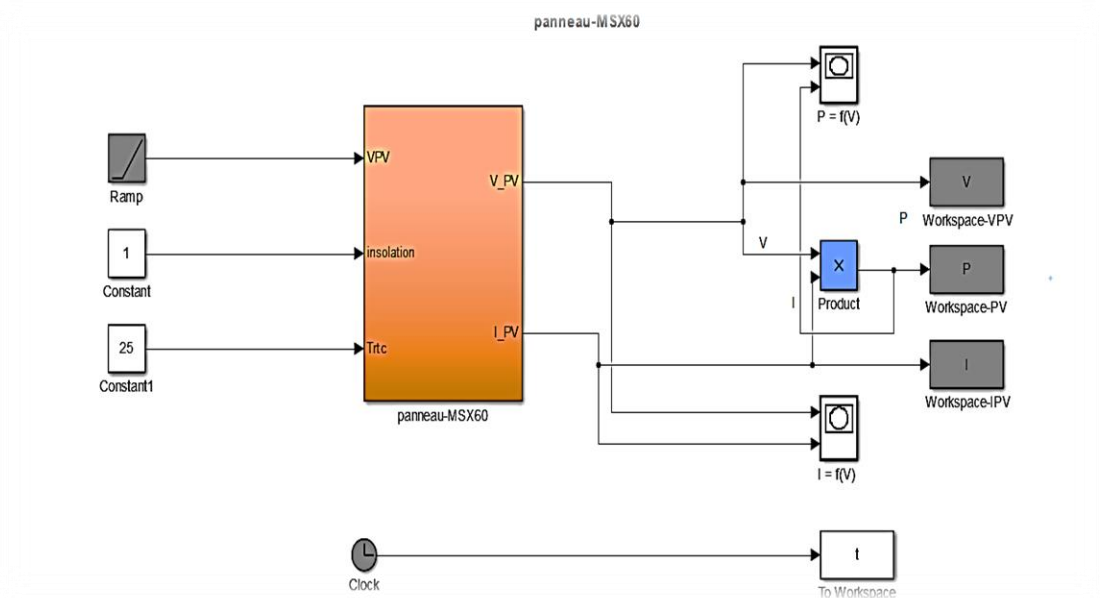 panneau-MSX60
P = f(V)
Ramp
VPV
V_PV
V
P
Workspace-VPV
1
Constant
insolation
V
X
Product
P
Workspace-PV
I
25
Constant1
Trtc
I_PV
I
Workspace-IPV
panneau-MSX60
I = f(V)
Clock
t
To Workspace